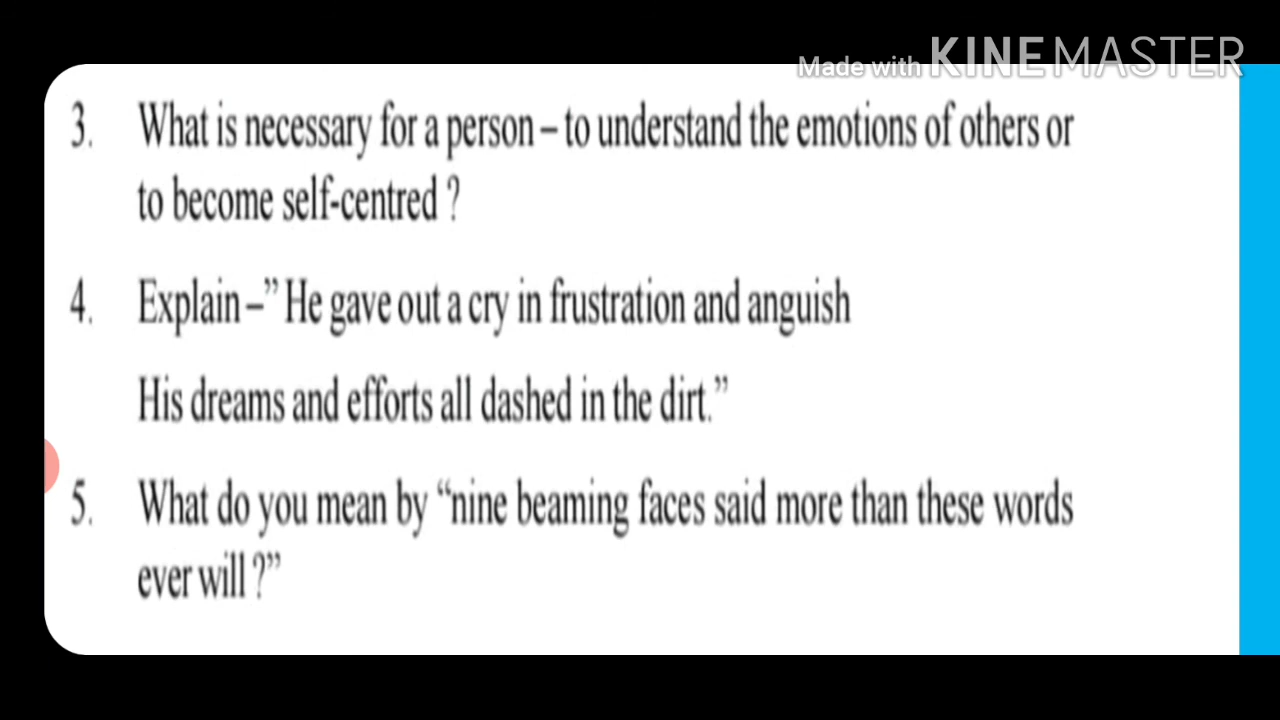 Made with KINEMASTER
3. What is necessary for a person – to understand the emotions of others or
to become self-centred ?
4. Explain –” He gave out a cry in frustration and anguish
His dreams and efforts all dashed in the dirt.”
5. What do you mean by “nine beaming faces said more than these words
ever will ?”